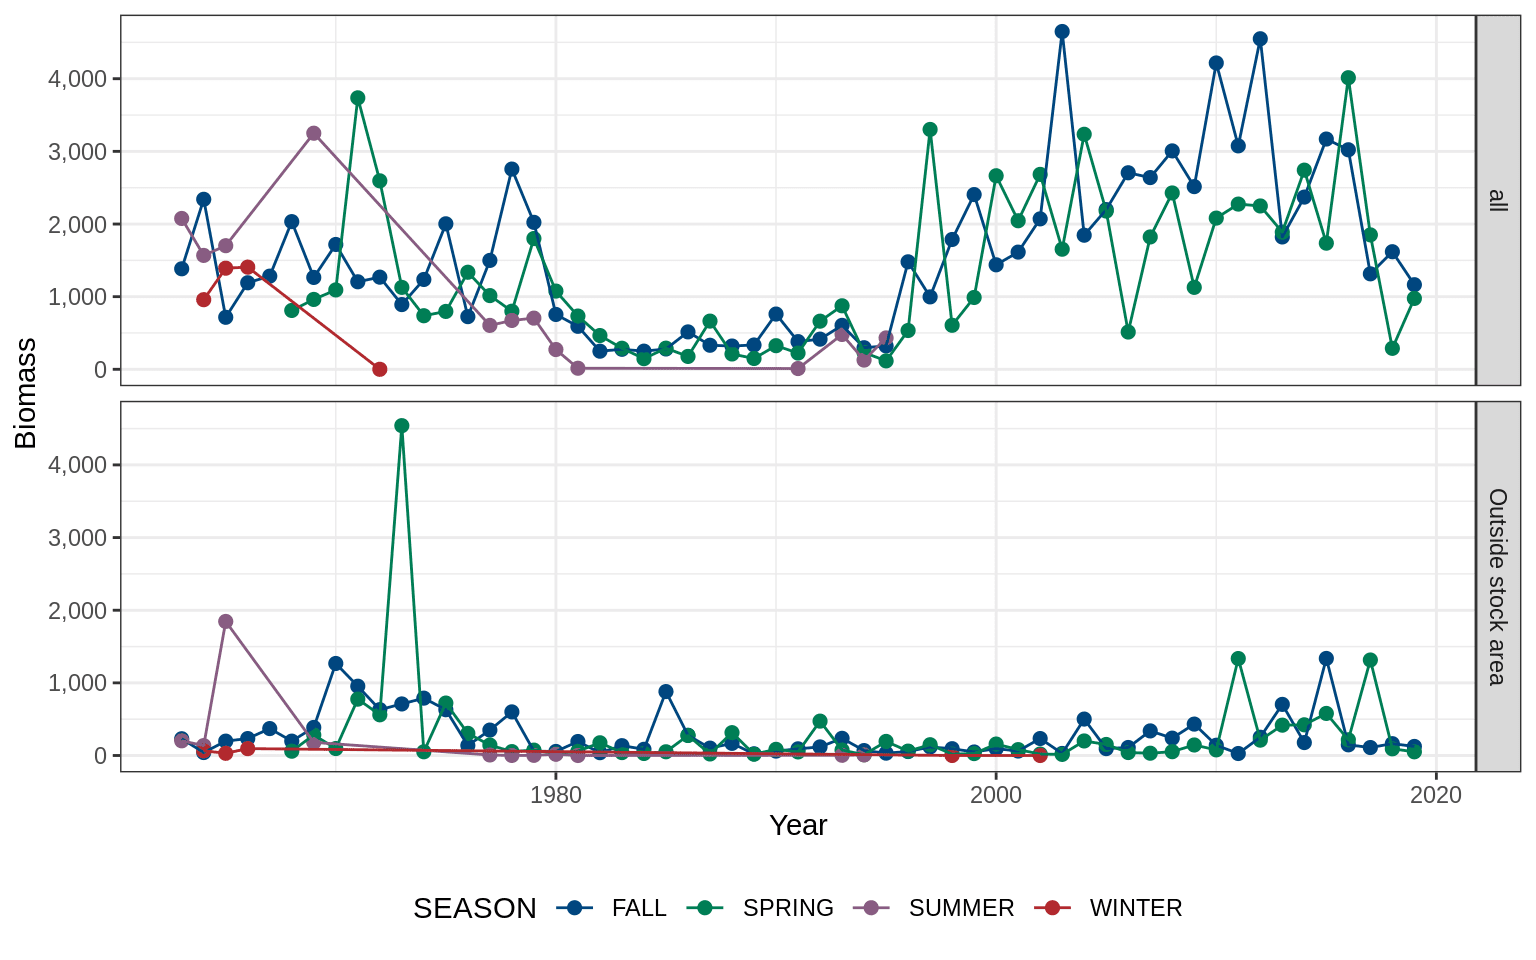 Biomass
4,000
3,000
2,000
1,000
0
all
4,000
3,000
2,000
1,000
0
Outside stock area
1980 2000 2020
Year
SEASON FALL SPRING SUMMER WINTER